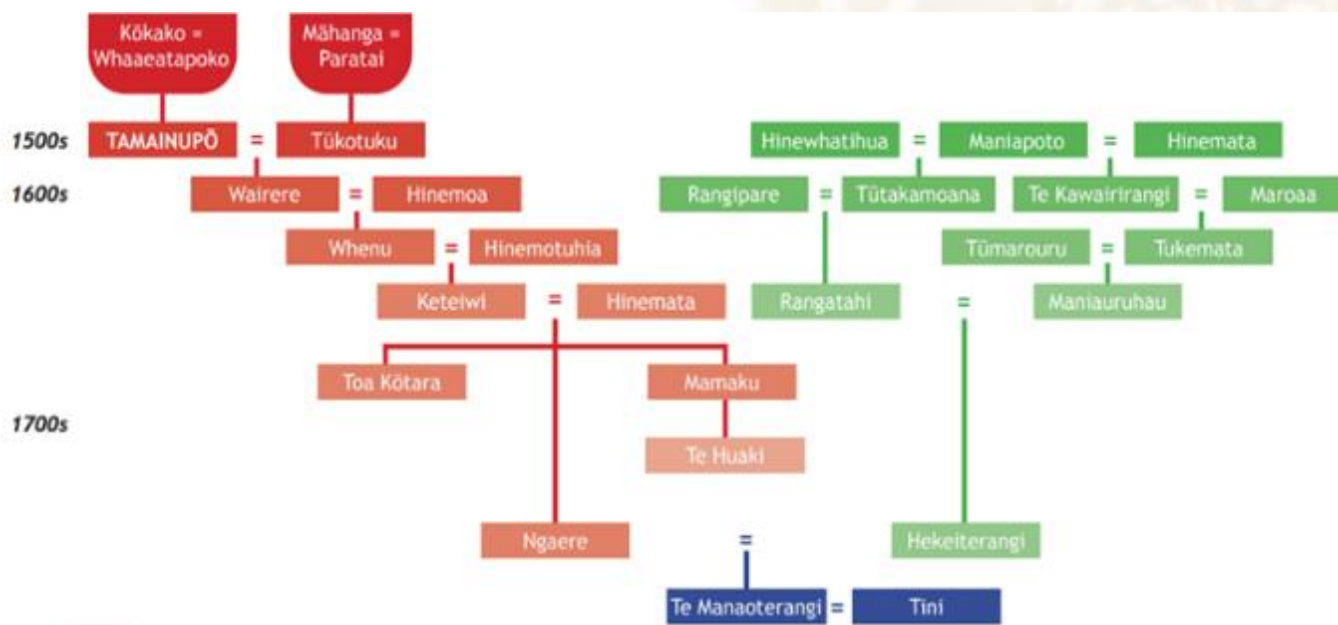 Kōkako =
Whaaeatapoko
Māhanga =
Paratai
1500s
TAMAINUPŌ = Tūkotuku
Hinewhatihua = Maniapoto = Hinemata
1600s
Wairere = Hinemoa
Rangipare = Tūtakamoana
Te Kawairirangi = Maroaa
Whenu = Hinemotuhia
Tūmarouru = Tukemata
Keteiwi = Hinemata
Rangatahi = Maniauruhau
Toa Kōtara
Mamaku
1700s
Te Huaki
Ngaere = Hekeiterangi
Te Manaoterangi = Tini